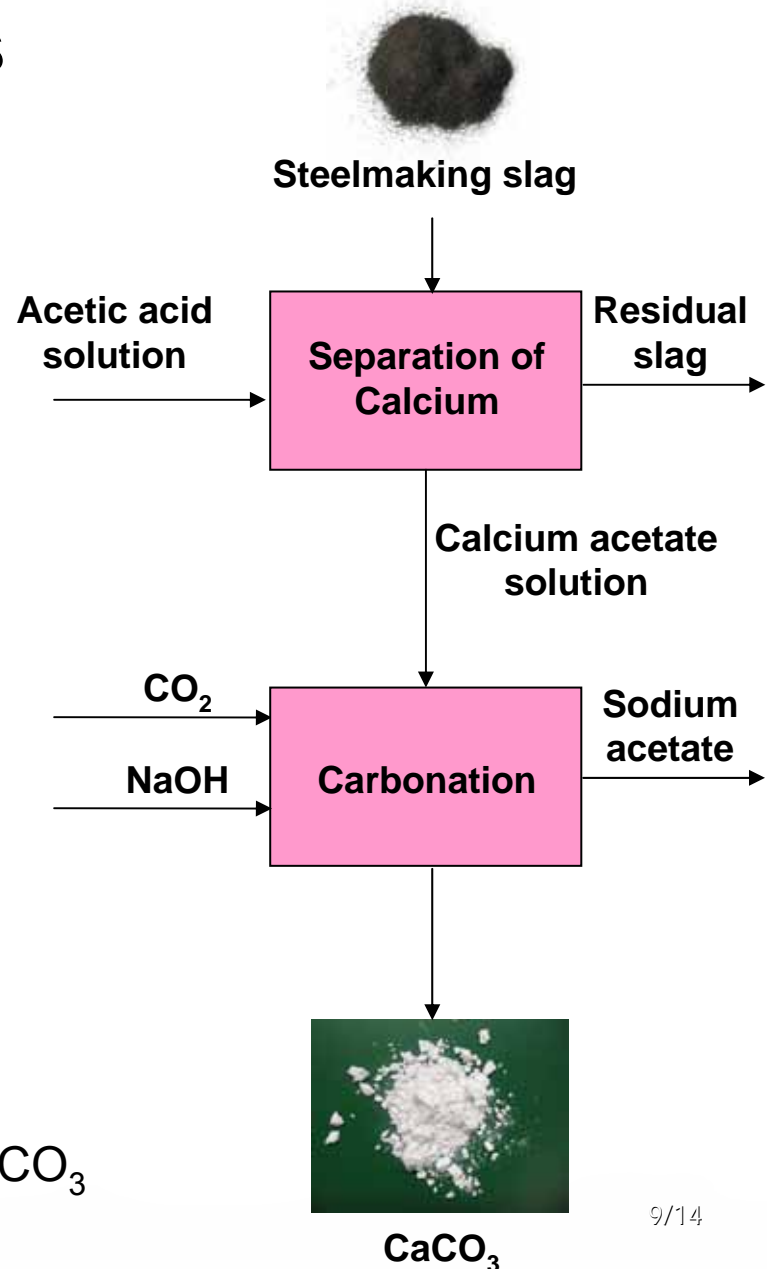 s
Steelmaking slag
Acetic acid
solution
Separation of
Calcium
Residual
slag
Calcium acetate
solution
CO₂
NaOH
Carbonation
Sodium
acetate
CO₃
9/14
CaCO₃